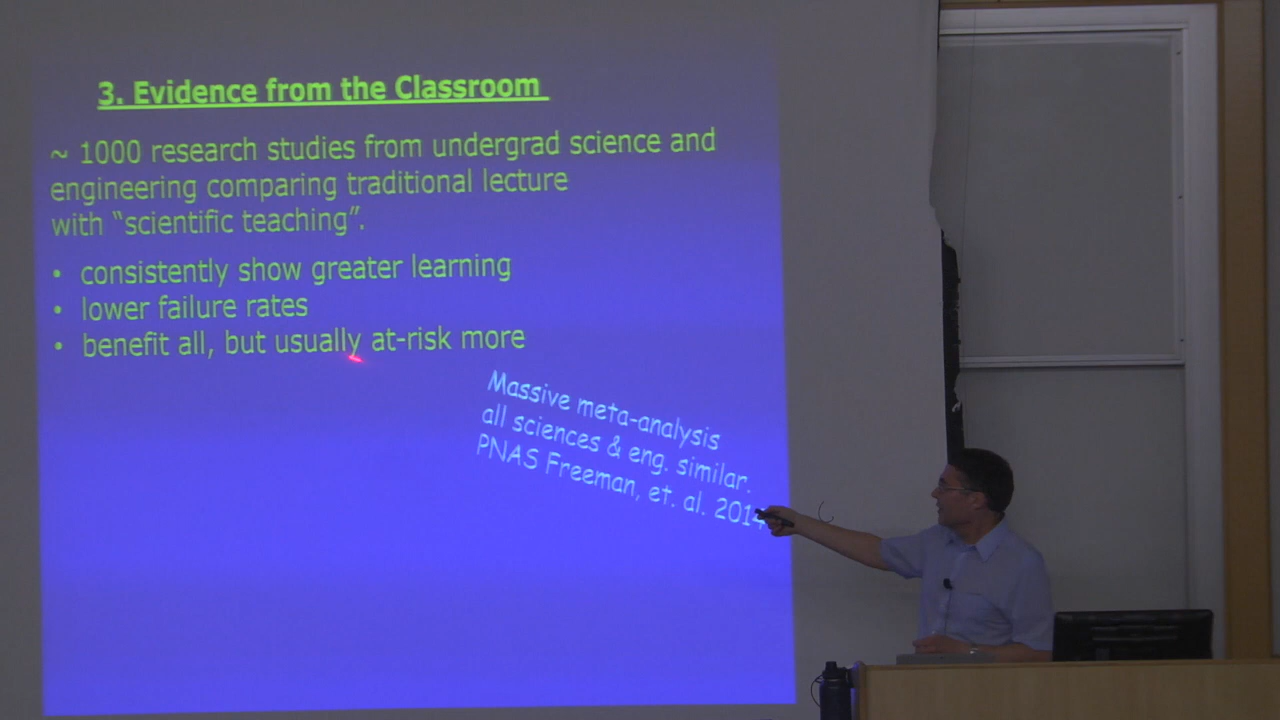 3. Evidence from the Classroom
~ 1000 research studies from undergrad science and
engineering comparing traditional lecture
with “scientific teaching”.
• consistently show greater learning
• lower failure rates
• benefit all, but usually at-risk more
Massive meta-analysis
all sciences & eng. similar.
PNAS Freeman, et. al. 2014